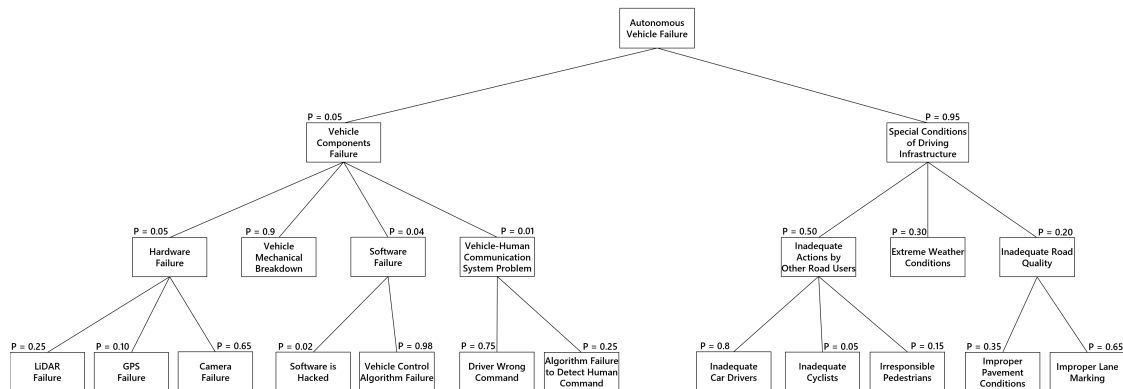 Autonomous
Vehicle Failure
P = 0.05
Vehicle
Components
Failure
P = 0.95
Special Conditions
of Driving
Infrastructure
P = 0.05
Hardware
Failure
P = 0.9
Vehicle
Mechanical
Breakdown
P = 0.04
Software
Failure
P = 0.01
Vehicle-Human
Communication
System Problem
P = 0.50
Inadequate
Actions by
Other Road Users
P = 0.30
Extreme Weather
Conditions
P = 0.20
Inadequate Road
Quality
P = 0.25
LiDAR
Failure
P = 0.10
GPS
Failure
P = 0.65
Camera
Failure
P = 0.02
Software is
Hacked
P = 0.98
Vehicle Control
Algorithm Failure
P = 0.75
Driver Wrong
Command
P = 0.25
Algorithm Failure
to Detect Human
Command
P = 0.8
Inadequate
Car Drivers
P = 0.05
Inadequate
Cyclists
P = 0.15
Irresponsible
Pedestrians
P = 0.35
Improper
Pavement
Conditions
P = 0.65
Improper Lane
Marking